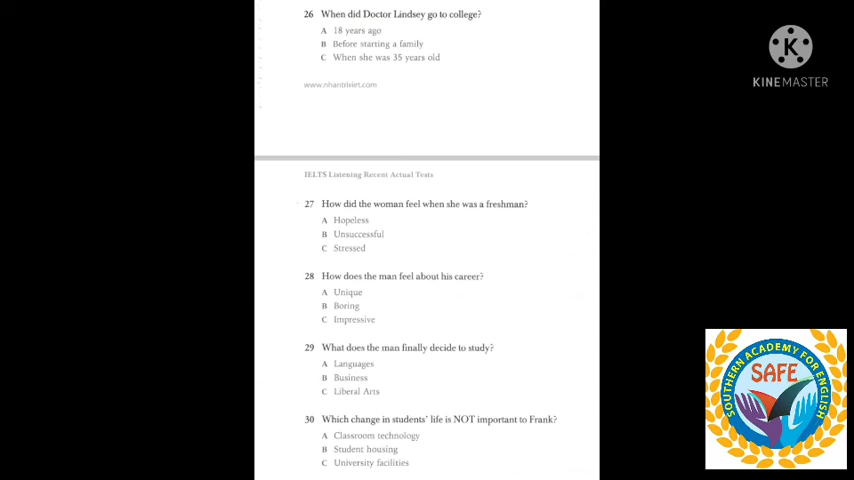 26 When did Doctor Lindsey go to college?
A 18 years ago
B Before starting a family
C When she was 35 years old
www.nhantriviet.com
IELTS Listening Recent Actual Tests
27 How did the woman feel when she was a freshman?
A Hopeless
B Unsuccessful
C Stressed
28 How does the man feel about his career?
A Unique
B Boring
C Impressive
29 What does the man finally decide to study?
A Languages
B Business
C Liberal Arts
30 Which change in students' life is NOT important to Frank?
A Classroom technology
B Student housing
C University facilities
K
KINEMASTER
SOUTHERN ACADEMY FOR ENGLISH
SAFE